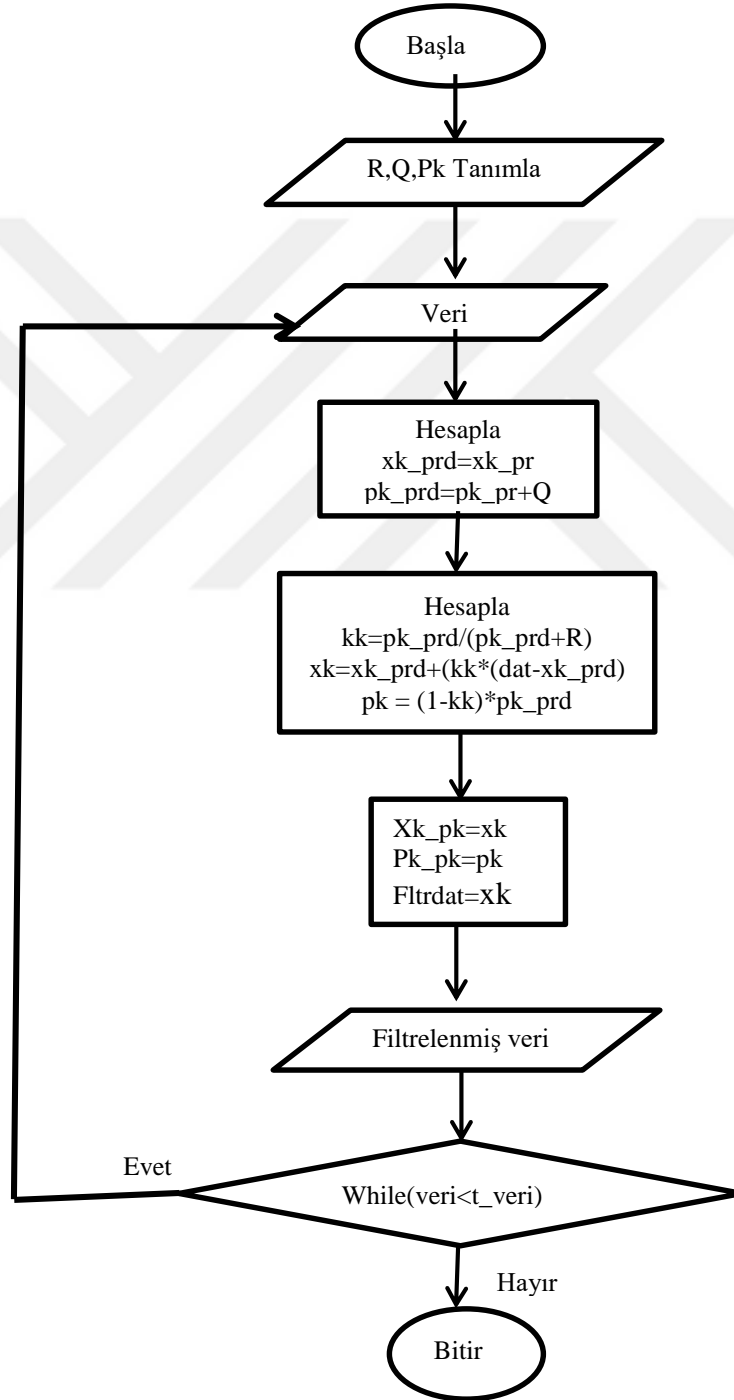 Başla
R,Q,Pk Tanımla
Veri
Hesapla
xk_prd=xk_pr
pk_prd=pk_pr+Q
Hesapla
kk=pk_prd/(pk_prd+R)
xk=xk_prd+(kk*(dat-xk_prd)
pk = (1-kk)*pk_prd
Xk_pk=xk
Pk_pk=pk
Fltrdat=xk
Filtrelenmiş veri
Evet
While(veri<t_veri)
Hayır
Bitir